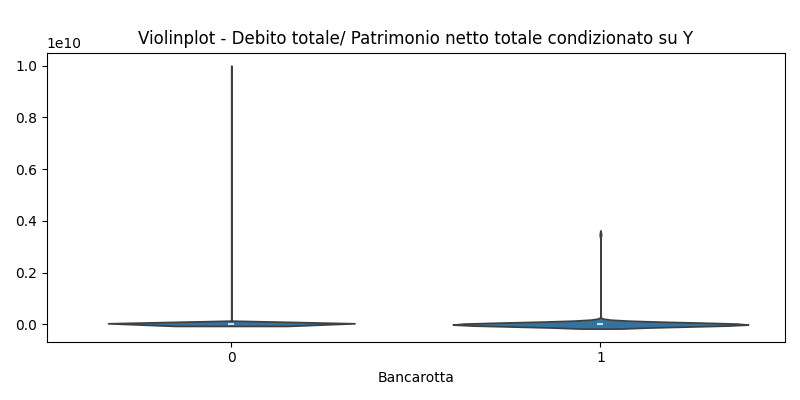 Violinplot - Debito totale/ Patrimonio netto totale condizionato su Y
1e10
1.0
0.8
0.6
0.4
0.2
0.0
0 1
Bancarotta